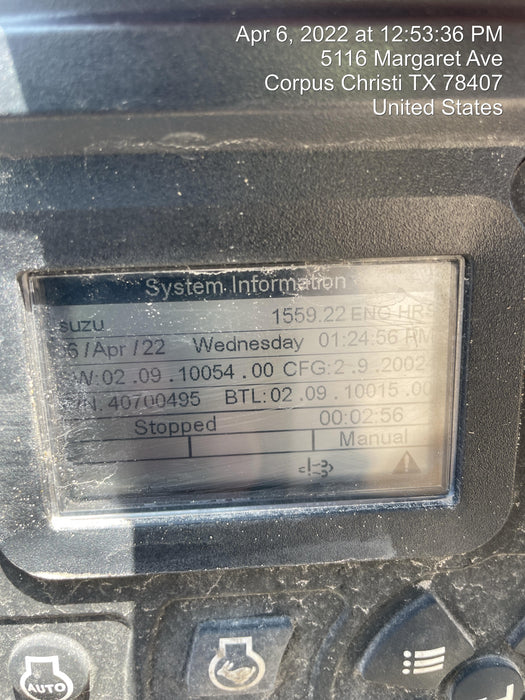 Apr 6, 2022 at 12:53:36 PM
5116 Margaret Ave
Corpus Christi TX 78407
United States
System Information
suzu 1559.22 ENG HRS
6/Apr/22 Wednesday 01:24:56 PM
W:02.09.10054.00 CFG:2.9.2002
/N:40700495 BTL:02.09.10015.00
Stopped 00:02:56
Manual
AUTO